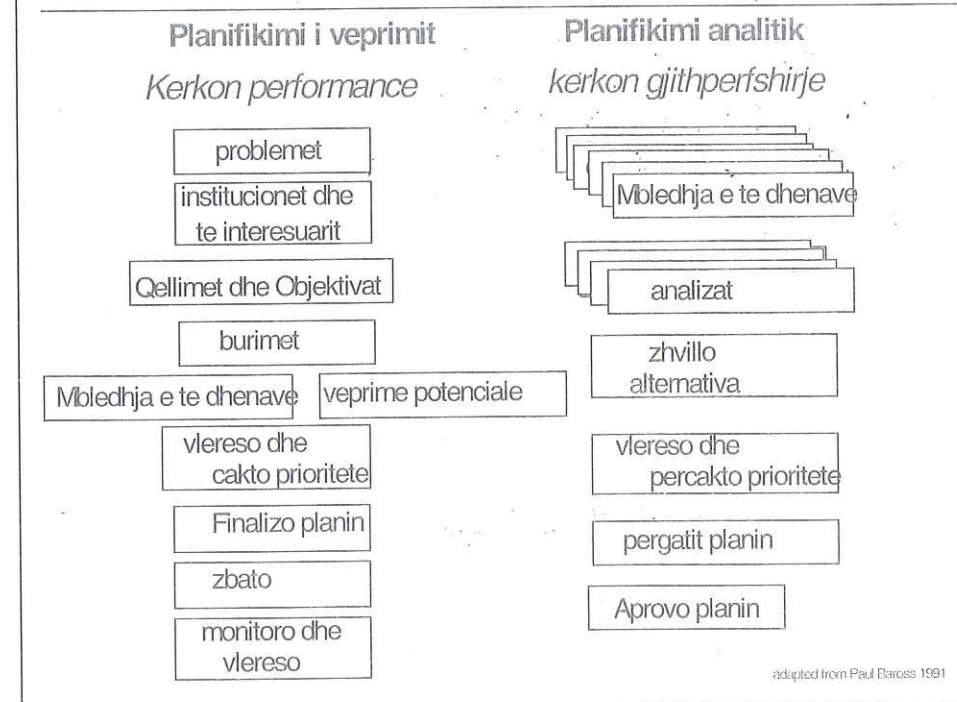 Planifikimi i veprimit
Kerkon performance
problemet
institucionet dhe
te interesuarit
Qellimet dhe Objektivat
burimet
Mbledhja e te dhenave
veprime potenciale
vlereso dhe
cakto prioritete
Finalizo planin
zbato
monitoro dhe
vlereso
Planifikimi analitik
kerkon gjithperfshirje
Mbledhja e te dhenave
analizat
zhvillo
alternativa
vlereso dhe
percakto prioritete
pergatit planin
Aprovo planin
adapted from Paul Baross 1991